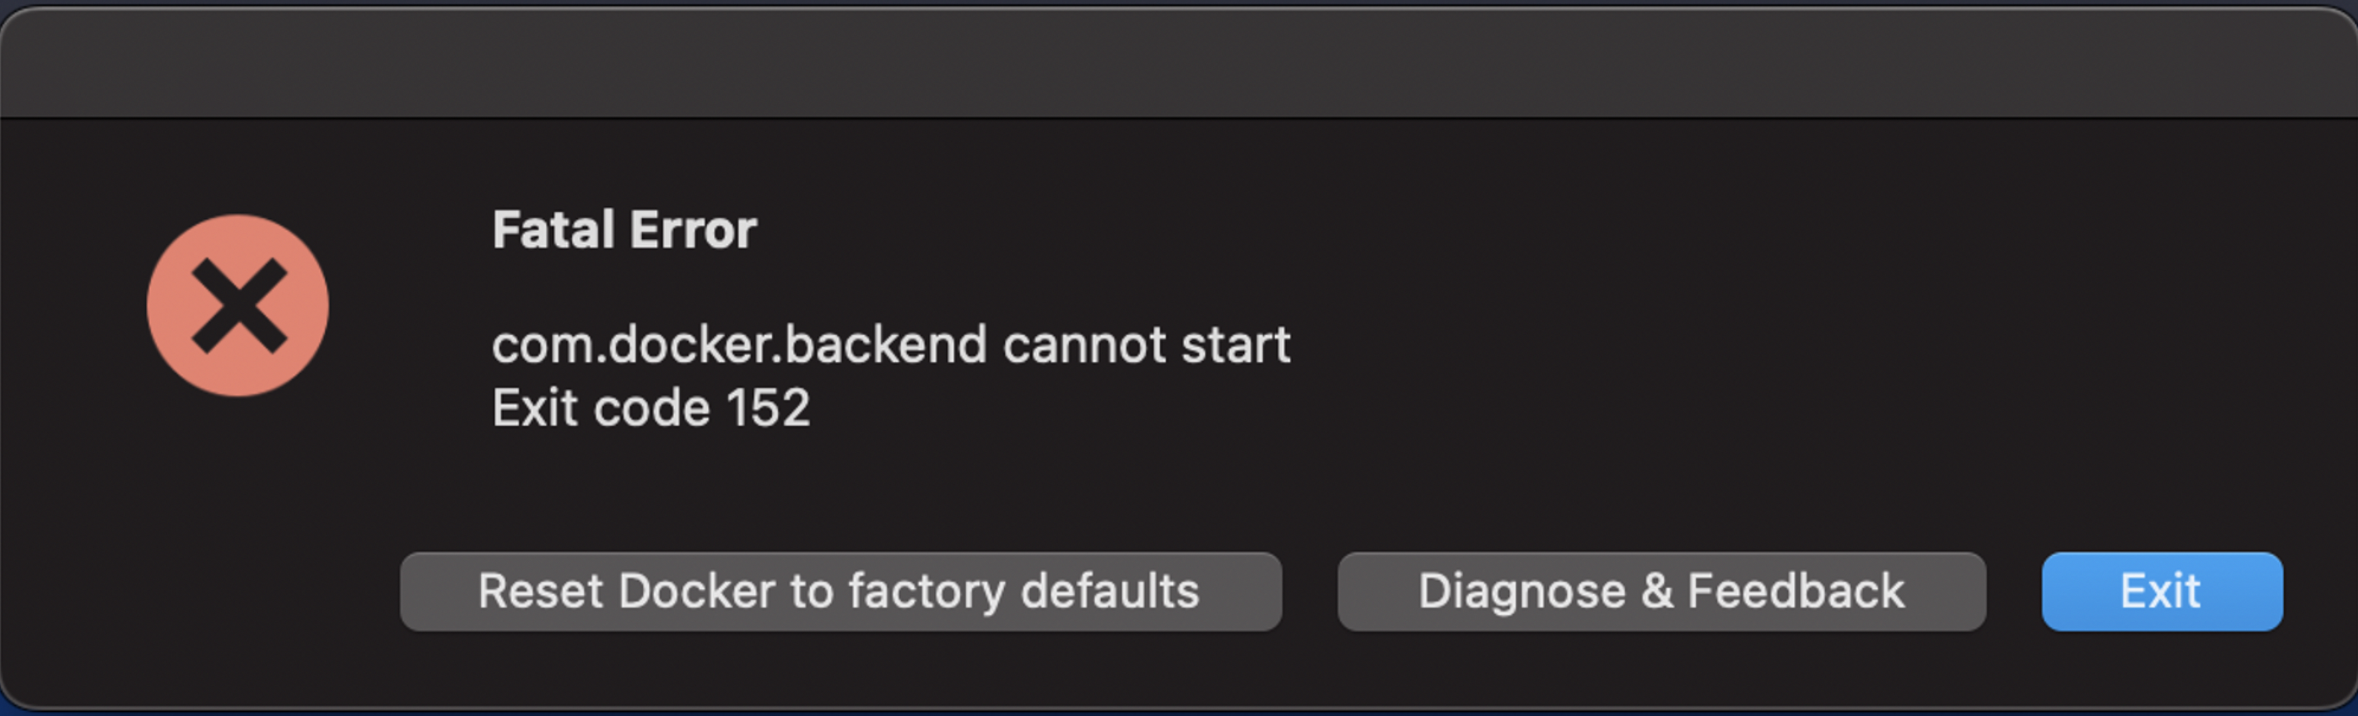 Fatal Error
com.docker.backend cannot start
Exit code 152
Reset Docker to factory defaults
Diagnose & Feedback
Exit